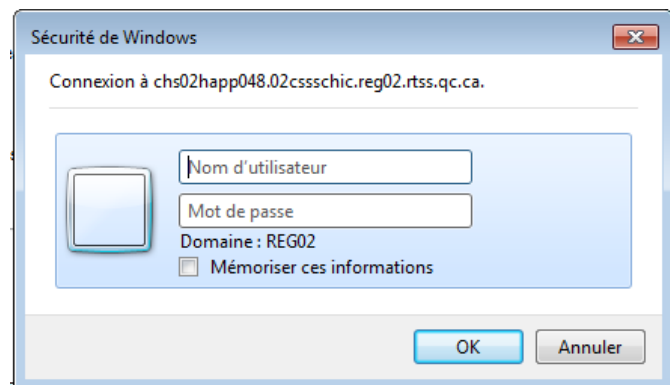 Sécurité de Windows
Connexion à chs02happ048.02cssschic.reg02.rtss.qc.ca.
Nom d'utilisateur
Mot de passe
Domaine : REG02
Mémoriser ces informations
OK
Annuler